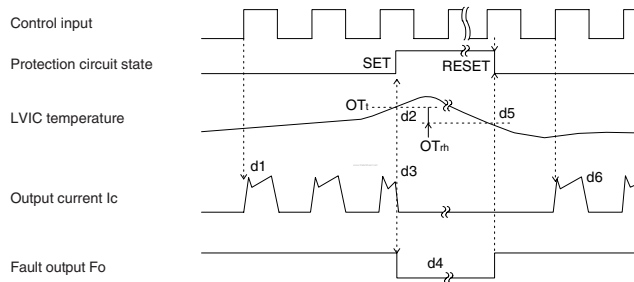 Control input
Protection circuit state
SET
RESET
LVIC temperature
OTt
d2
d5
OTrh
Output current Ic
d1
d3
d6
Fault output Fo
d4